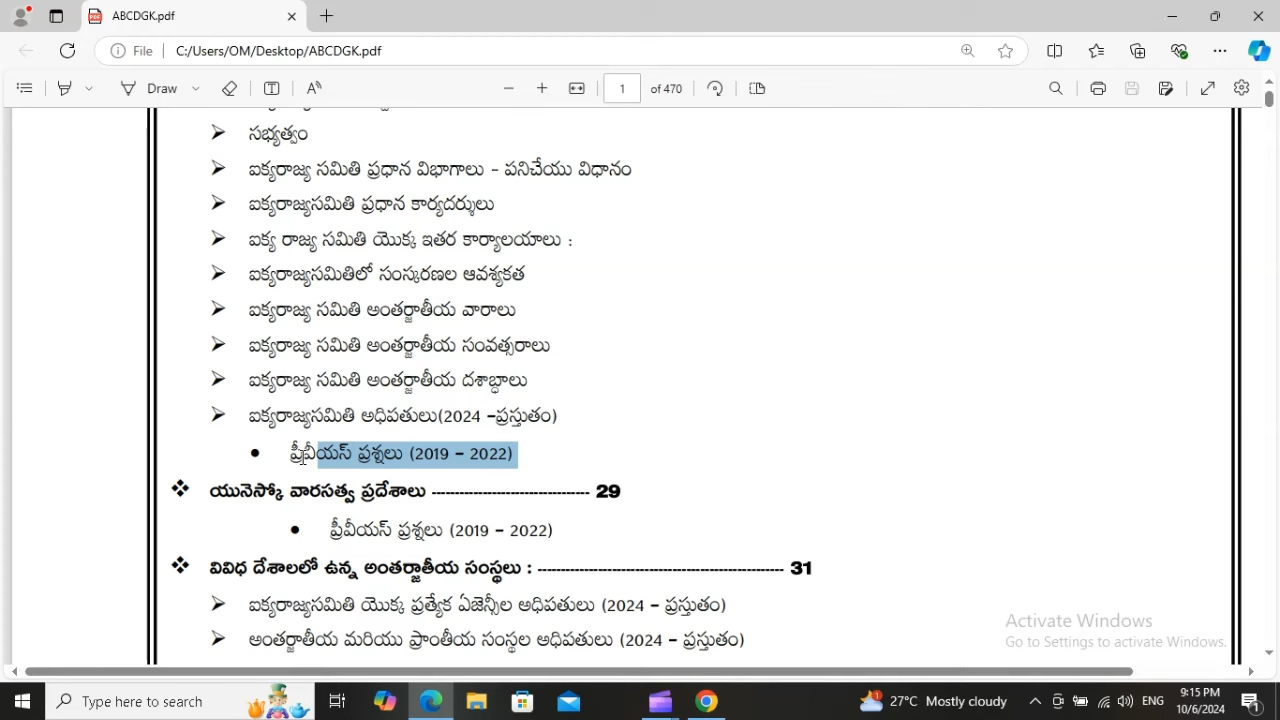 ABCDGK.pdf
File C:/Users/OM/Desktop/ABCDGK.pdf
Draw 1 of 470
సభ్యత్వం
ఐక్యరాజ్య సమితి ప్రధాన విభాగాలు - పనిచేయు విధానం
ఐక్యరాజ్యసమితి ప్రధాన కార్యదర్శులు
ఐక్య రాజ్య సమితి యొక్క ఇతర కార్యాలయాలు :
ఐక్యరాజ్యసమితిలో సంస్కరణల ఆవశ్యకత
ఐక్యరాజ్య సమితి అంతర్జాతీయ వారాలు
ఐక్యరాజ్య సమితి అంతర్జాతీయ సంవత్సరాలు
ఐక్యరాజ్య సమితి అంతర్జాతీయ దశాబ్ధాలు
ఐక్యరాజ్యసమితి అధిపతులు(2024 –ప్రస్తుతం)
ప్రీవీయస్ ప్రశ్నలు (2019 – 2022)
యునెస్కో వారసత్వ ప్రదేశాలు --------------------------------- 29
ప్రీవీయస్ ప్రశ్నలు (2019 – 2022)
వివిధ దేశాలలో ఉన్న అంతర్జాతీయ సంస్థలు : ---------------------------------------------------- 31
ఐక్యరాజ్యసమితి యొక్క ప్రత్యేక ఏజెన్సీల అధిపతులు (2024 – ప్రస్తుతం)
అంతర్జాతీయ మరియు ప్రాంతీయ సంస్థల అధిపతులు (2024 – ప్రస్తుతం)
Activate Windows
Go to Settings to activate Windows.
Type here to search
27°C Mostly cloudy
ENG
9:15 PM
10/6/2024